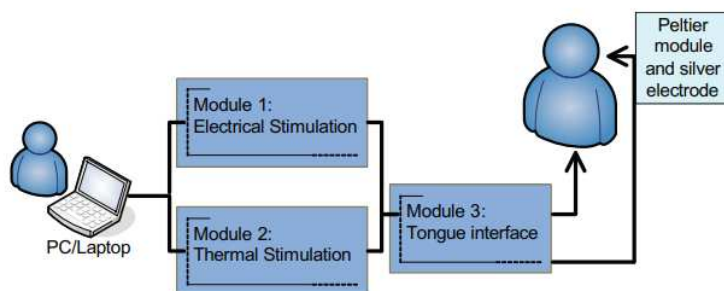 PC/Laptop
Module 1:
Electrical Stimulation
Module 2:
Thermal Stimulation
Module 3:
Tongue interface
Peltier
module
and silver
electrode